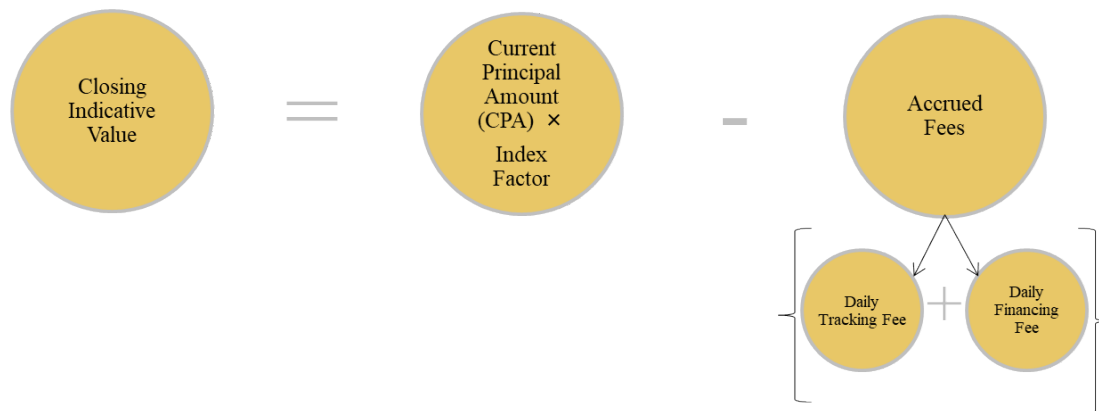 Closing
Indicative
Value
=
Current
Principal
Amount
(CPA) ×
Index
Factor
-
Accrued
Fees
Daily
Tracking Fee
+
Daily
Financing
Fee